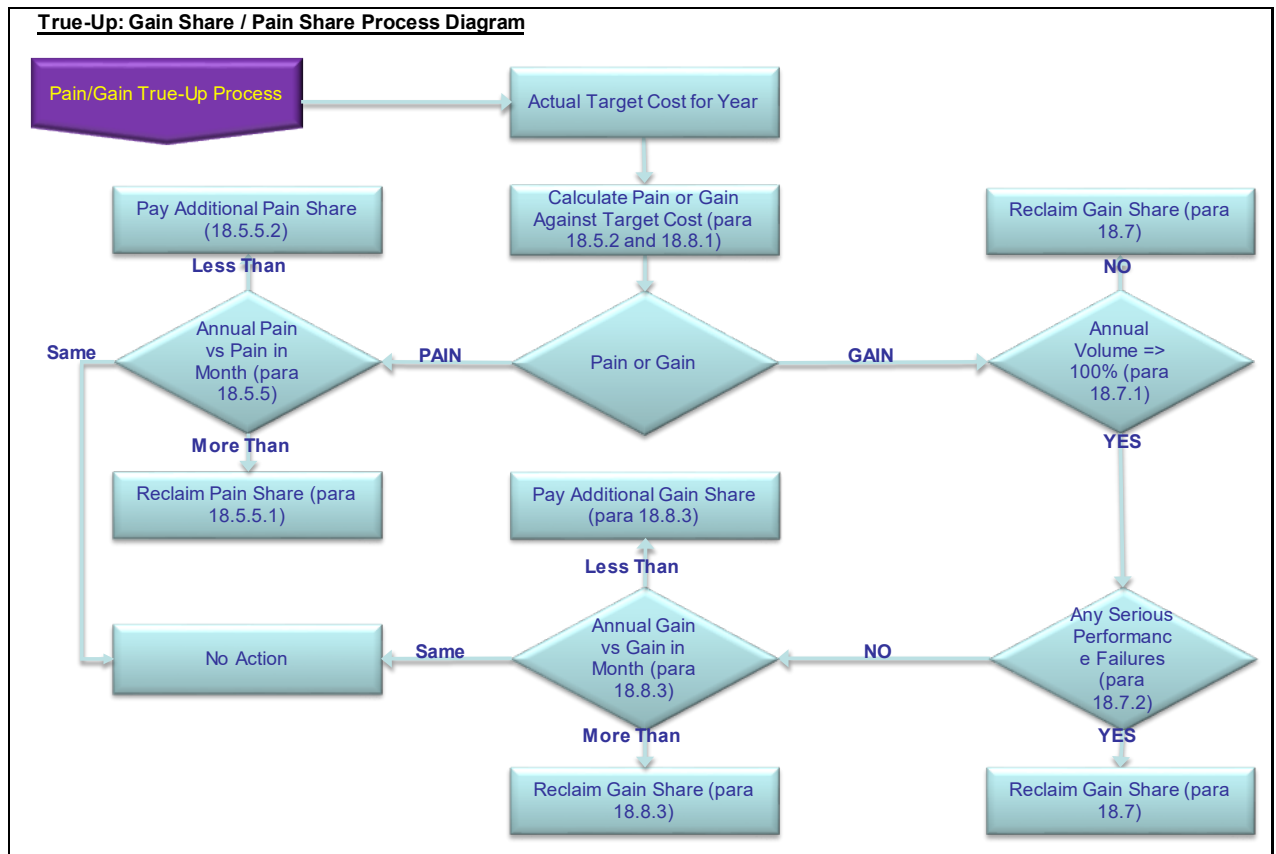 True-Up: Gain Share / Pain Share Process Diagram
Pain/Gain True-Up Process
Actual Target Cost for Year
Pay Additional Pain Share
(18.5.5.2)
Calculate Pain or Gain
Against Target Cost (para
18.5.2 and 18.8.1)
Reclaim Gain Share (para
18.7)
Less Than
NO
Annual Pain
vs Pain in
Month (para
18.5.5)
Same
PAIN
Pain or Gain
GAIN
Annual
Volume =>
100% (para
18.7.1)
More Than
YES
Reclaim Pain Share (para
18.5.5.1)
Pay Additional Gain Share
(para 18.8.3)
Less Than
No Action
Same
Annual Gain
vs Gain in
Month (para
18.8.3)
NO
Any Serious
Performanc
e Failures
(para
18.7.2)
More Than
YES
Reclaim Gain Share (para
18.8.3)
Reclaim Gain Share (para
18.7)